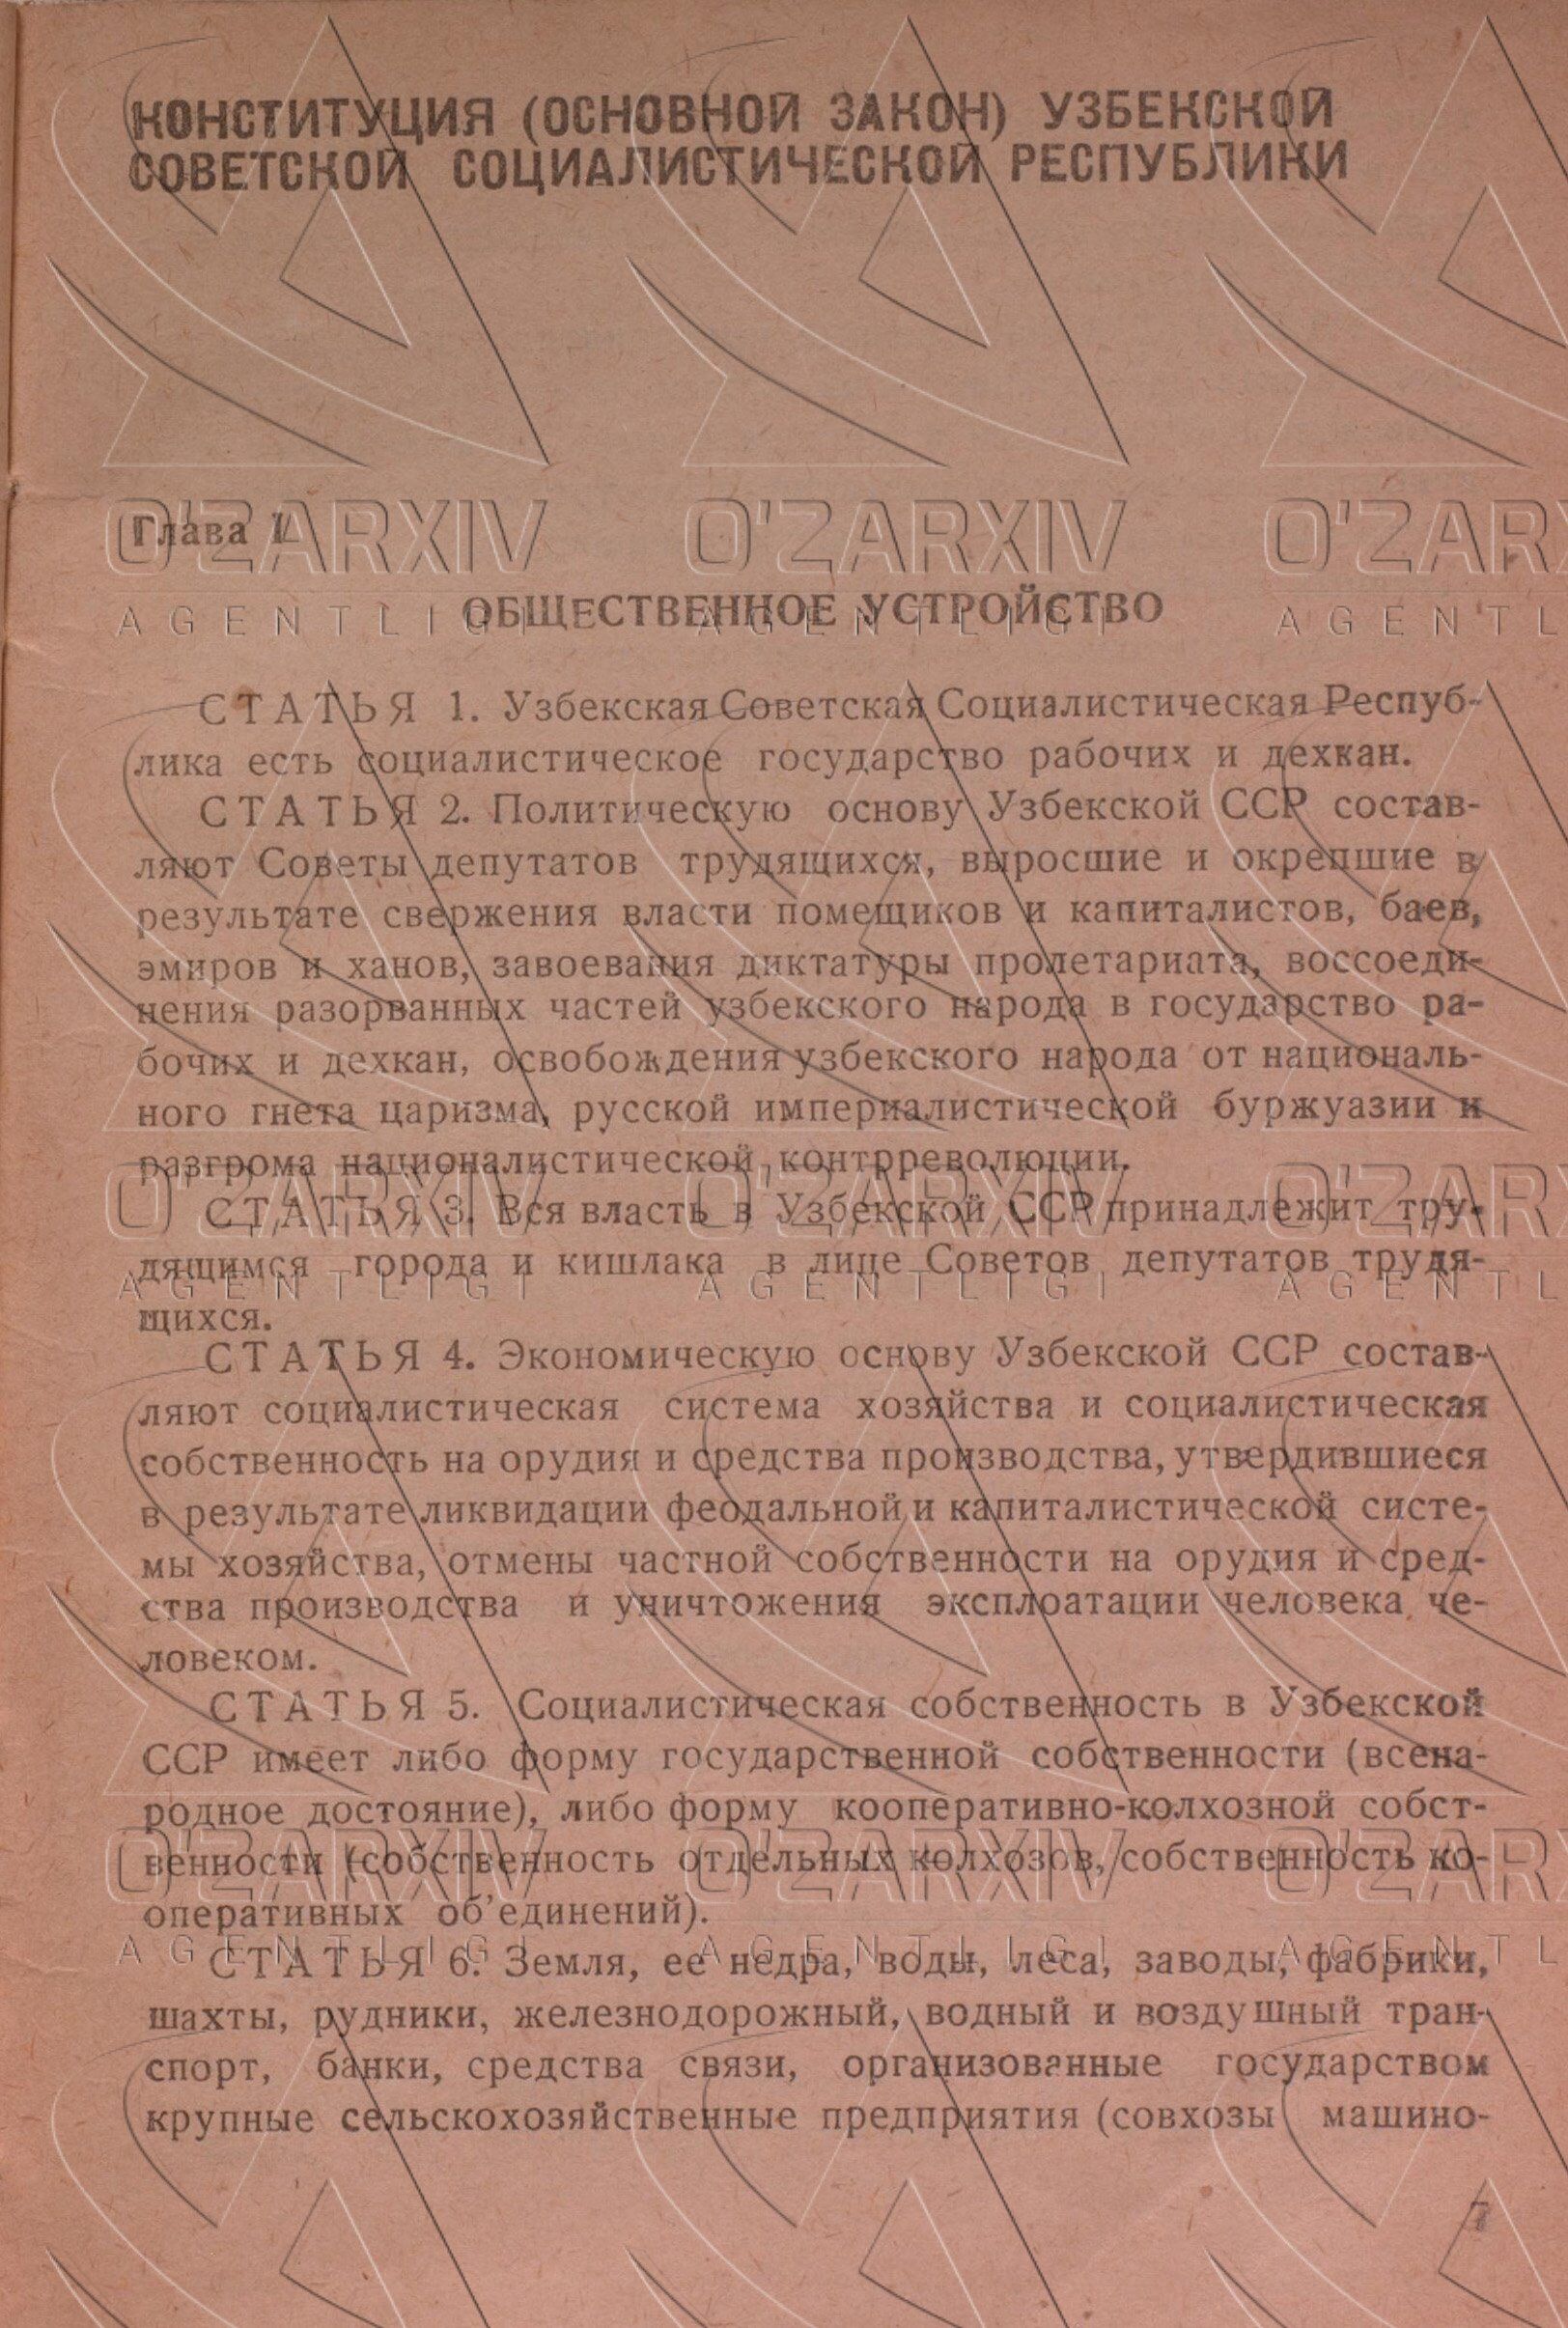 КОНСТИТУЦИЯ (ОСНОВНОЙ ЗАКОН) УЗБЕКСКОЙ
СОВЕТСКОЙ СОЦИАЛИСТИЧЕСКОЙ РЕСПУБЛИКИ
Глава I
O'ZARXIV O'ZARXIV O'ZAR
ОБЩЕСТВЕННОЕ УСТРОЙСТВО
AGENTLIGI AGENTLIGI AGENTL
СТАТЬЯ 1. Узбекская Советская Социалистическая Респуб-
лика есть социалистическое государство рабочих и дехкан.
СТАТЬЯ 2. Политическую основу Узбекской ССР состав-
ляют Советы депутатов трудящихся, выросшие и окрепшие в
результате свержения власти помещиков и капиталистов, баев,
эмиров и ханов, завоевания диктатуры пролетариата, воссоеди-
нения разорванных частей узбекского народа в государство ра-
бочих и дехкан, освобождения узбекского народа от националь-
ного гнета царизма, русской империалистической буржуазии и
разгрома националистической контрреволюции.
O'ZARXIV O'ZARXIV O'ZAR
СТАТЬЯ 3. Вся власть в Узбекской ССР принадлежит тру-
дящимся города и кишлака в лице Советов депутатов трудя-
AGENTLIGI AGENTLIGI AGENTL
щихся.
СТАТЬЯ 4. Экономическую основу Узбекской ССР состав-
ляют социалистическая система хозяйства и социалистическая
собственность на орудия и средства производства, утвердившиеся
в результате ликвидации феодальной и капиталистической систе-
мы хозяйства, отмены частной собственности на орудия и сред-
ства производства и уничтожения эксплоатации человека че-
ловеком.
СТАТЬЯ 5. Социалистическая собственность в Узбекской
ССР имеет либо форму государственной собственности (всена-
родное достояние), либо форму кооперативно-колхозной собст-
венности (собственность отдельных колхозов, собственность ко-
O'ZARXIV O'ZARXIV O'ZAR
оперативных об'единений).
AGENTLIGI AGENTLIGI AGENTL
СТАТЬЯ 6. Земля, ее недра, воды, леса, заводы, фабрики,
шахты, рудники, железнодорожный, водный и воздушный тран-
спорт, банки, средства связи, организованные государством
крупные сельскохозяйственные предприятия (совхозы машино-
7